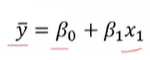 ȳ = β₀ + β₁x₁